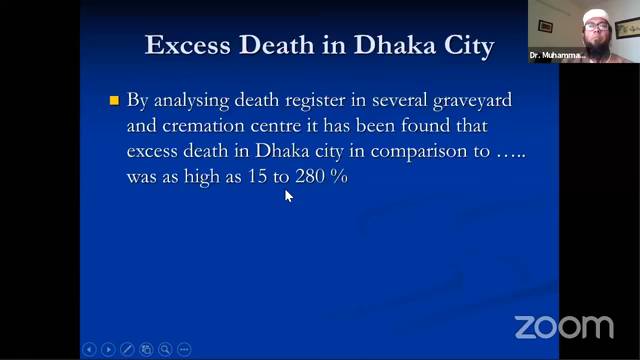 Excess Death in Dhaka City
Dr. Muhamma...
By analysing death register in several graveyard
and cremation centre it has been found that
excess death in Dhaka city in comparison to …..
was as high as 15 to 280 %
zoom